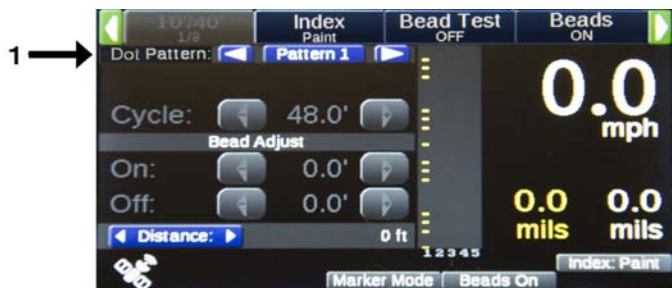 10'/40' Index Bead Test Beads
1/8 Paint OFF ON
1 Dot Pattern: Pattern 1
0.0
mph
Cycle: 48.0'
Bead Adjust
On: 0.0'
Off: 0.0'
0.0 0.0
mils mils
Distance: 0 ft
12345
Index: Paint
Marker Mode Beads On